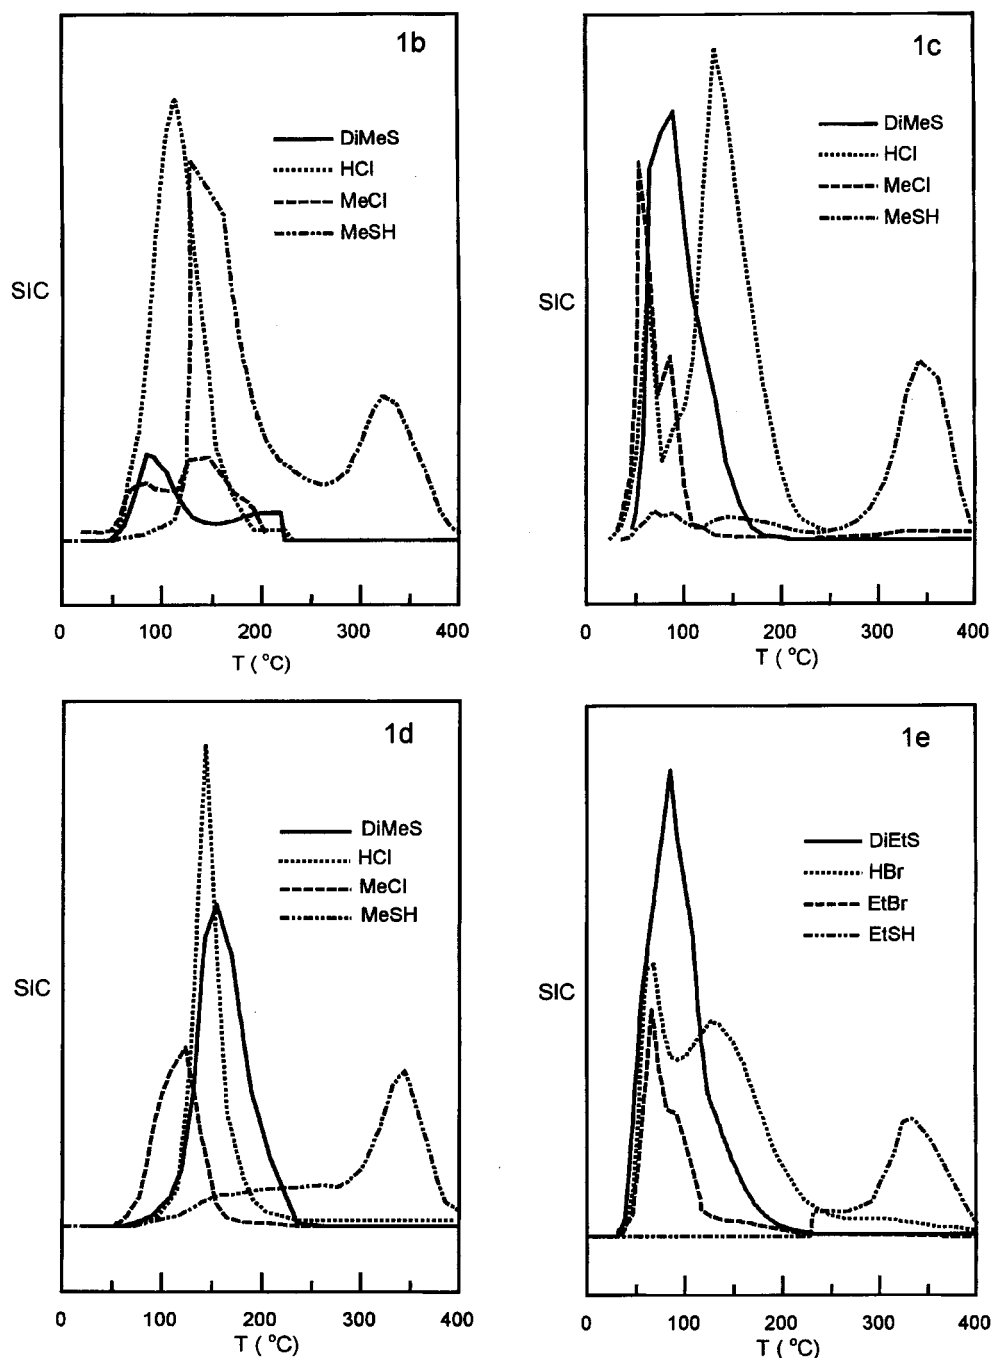 1b
DiMeS
HCl
MeCl
MeSH
SIC
0 100 200 300 400
T ( °C)
1c
DiMeS
HCl
MeCl
MeSH
SIC
0 100 200 300 400
T ( °C)
1d
DiMeS
HCl
MeCl
MeSH
SIC
0 100 200 300 400
T ( °C)
1e
DiEtS
HBr
EtBr
EtSH
SIC
0 100 200 300 400
T ( °C)